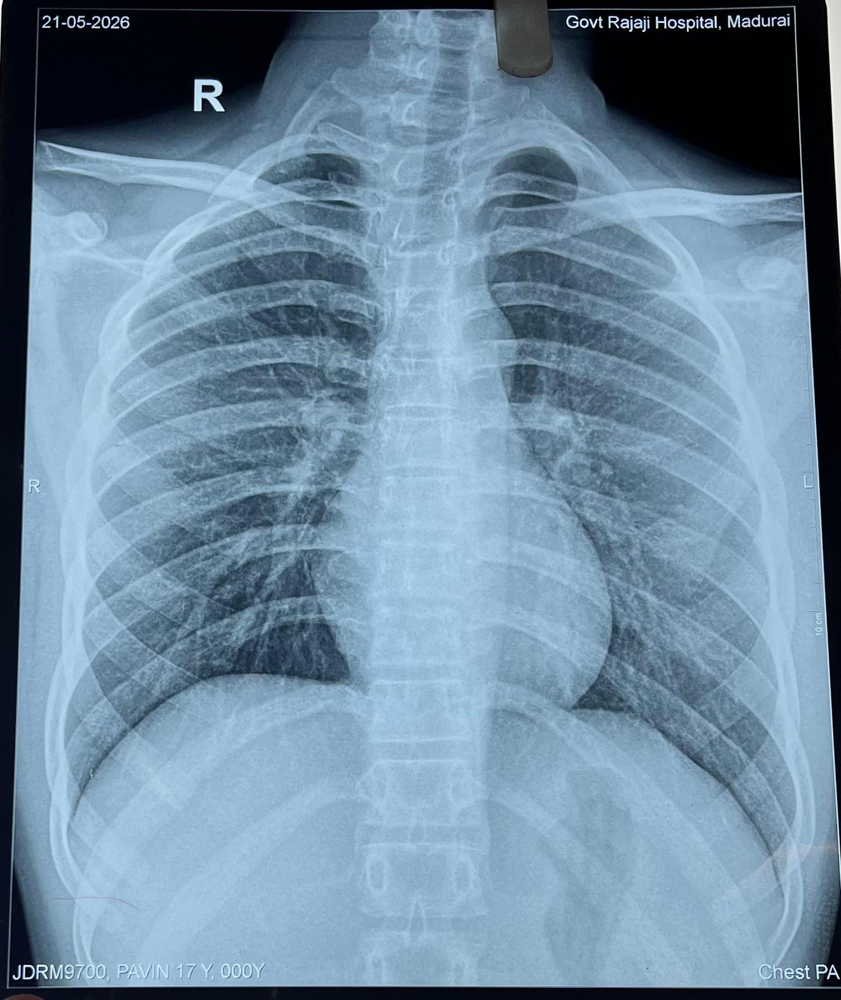 21-05-2026
Govt Rajaji Hospital, Madurai
R
R
L
10 cm
JDRM9700, PAVIN 17 Y, 000Y
Chest PA